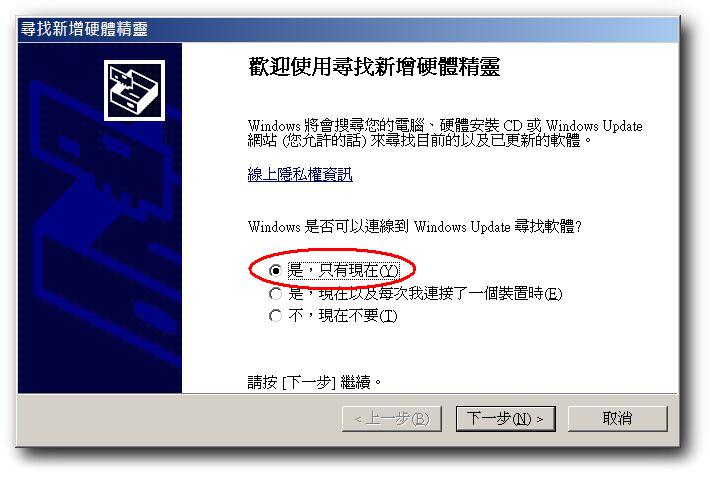 尋找新增硬體精靈
歡迎使用尋找新增硬體精靈
Windows 將會搜尋您的電腦、硬體安裝 CD 或 Windows Update
網站 (您允許的話) 來尋找目前的以及已更新的軟體。
線上隱私權資訊
Windows 是否可以連線到 Windows Update 尋找軟體?
是，只有現在(Y)
是，現在以及每次我連接了一個裝置時(E)
不，現在不要(T)
請按 [下一步] 繼續。
< 上一步(B) 下一步(N) > 取消